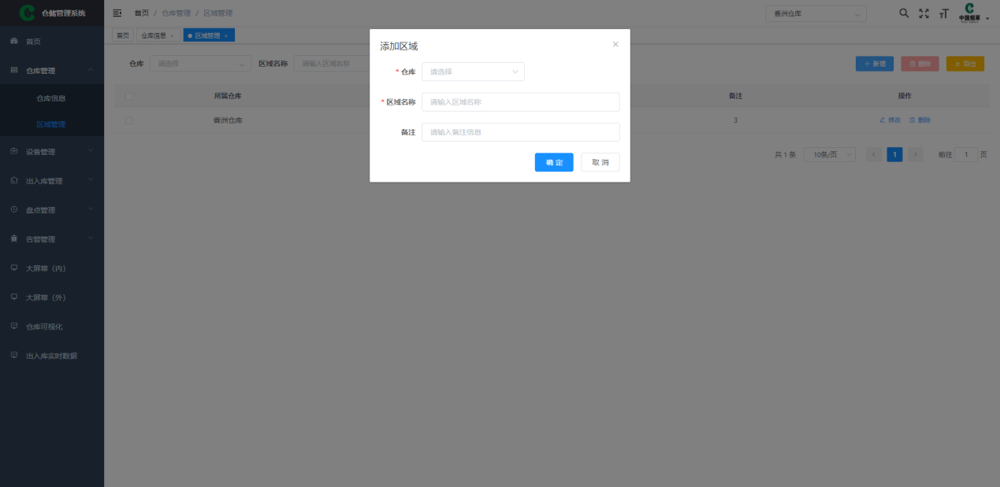 仓储管理系统
首页 / 仓库管理 / 区域管理
香洲仓库
中国烟草
首页
仓库信息 ×
区域管理 ×
首页
仓库管理
仓库信息
区域管理
设备管理
出入库管理
盘点管理
告警管理
大屏幕（内）
大屏幕（外）
仓库可视化
出入库实时数据
仓库 请选择
区域名称 请输入区域名称
+ 新增
删除
导出
所属仓库 备注 操作
香洲仓库 3 修改 删除
共 1 条 10条/页 < 1 > 前往 1 页
添加区域
* 仓库 请选择
* 区域名称 请输入区域名称
备注 请输入备注信息
确 定 取 消